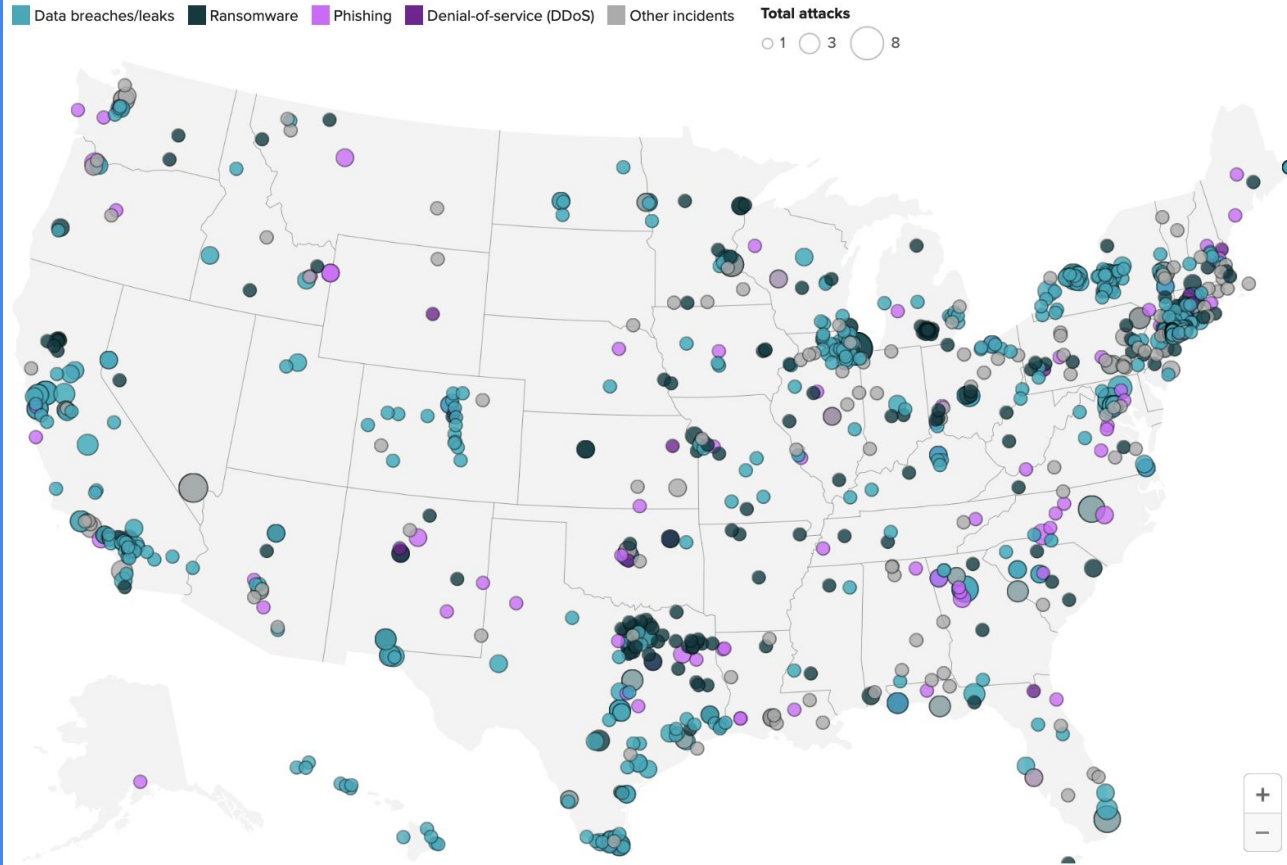 Data breaches/leaks Ransomware Phishing Denial-of-service (DDoS) Other incidents
Total attacks
1 3 8
+
−